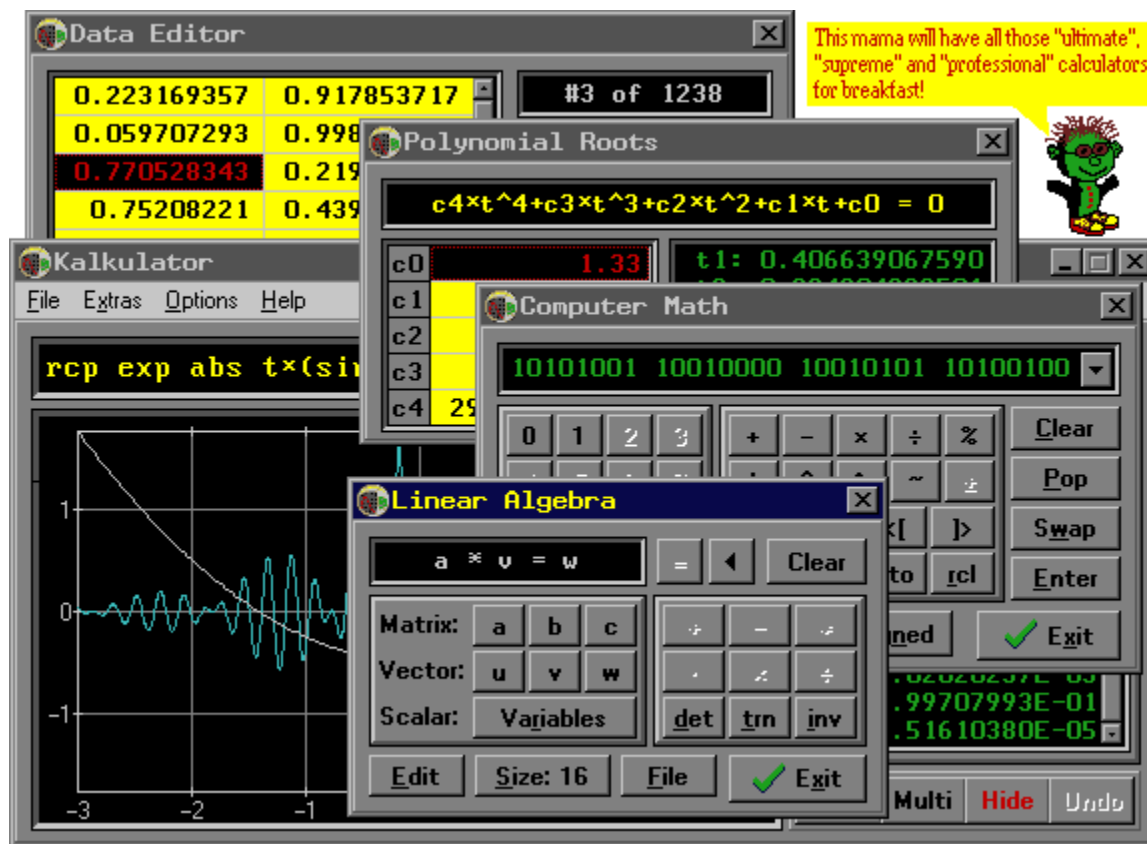 Data Editor
This mama will have all those "ultimate",
"supreme" and "professional" calculators
for breakfast!
0.223169357 0.917853717
#3 of 1238
0.059707293 0.998
0.770528343 0.219
0.75208221 0.439
Polynomial Roots
c4×t^4+c3×t^3+c2×t^2+c1×t+c0 = 0
c0 1.33
t1: 0.406639067590
c1
c2
c3
c4 29
Kalkulator
File Extras Options Help
rcp exp abs t×(si
1
0
-1
-3 -2 -1
Computer Math
10101001 10010000 10010101 10100100
0 1 2 3 + - × ÷ % Clear
~ ± Pop
<[ ]> Swap
to rcl Enter
gned Exit
Linear Algebra
a * v = w = Clear
Matrix: a b c + -
Vector: u v w · × ÷
Scalar: Variables det trn inv
Edit Size: 16 File Exit
.99707993E-01
.51610380E-05
Multi Hide Undo